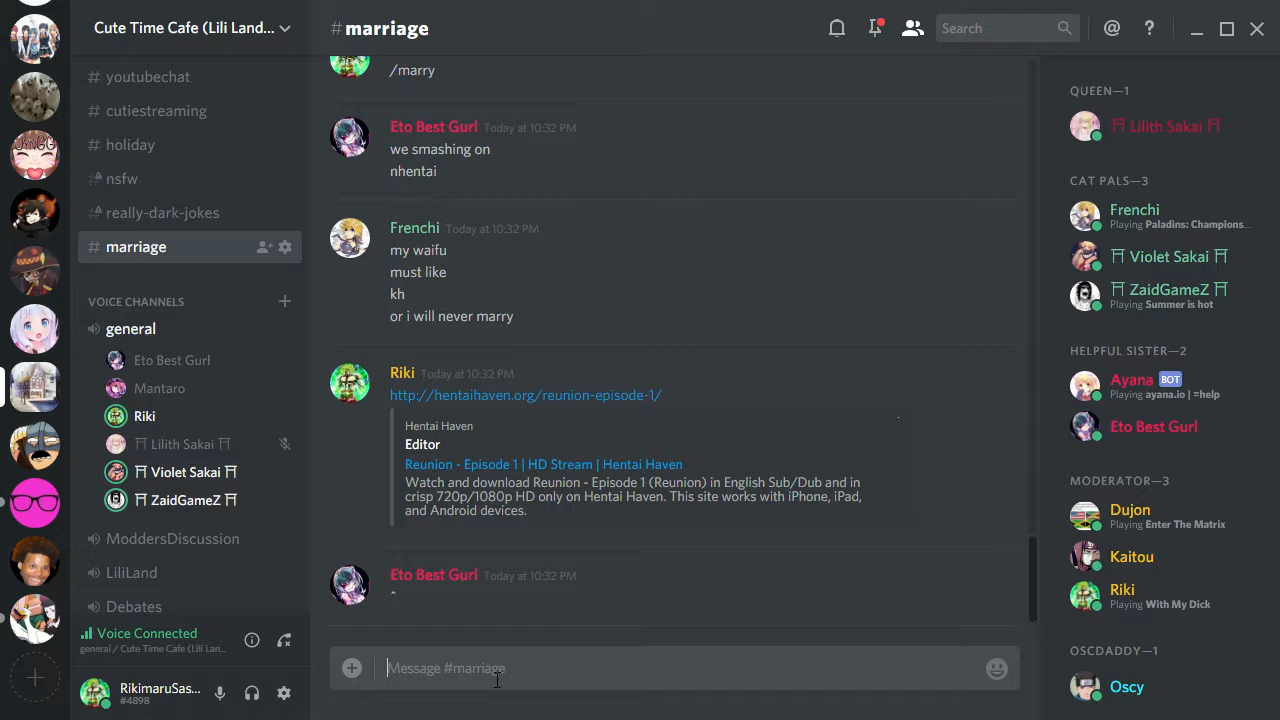 Cute Time Cafe (Lili Land...
# marriage
Search
@
?
# youtubechat
# cutiestreaming
# holiday
# nsfw
# really-dark-jokes
# marriage
VOICE CHANNELS
general
Eto Best Gurl
Mantaro
Riki
⛩ Lilith Sakai ⛩
⛩ Violet Sakai ⛩
⛩ ZaidGameZ ⛩
ModdersDiscussion
LiliLand
Debates
Voice Connected
general / Cute Time Cafe (Lili Lan...
RikimaruSas...
#4898
/marry
Eto Best Gurl Today at 10:32 PM
we smashing on
nhentai
Frenchi Today at 10:32 PM
my waifu
must like
kh
or i will never marry
Riki Today at 10:32 PM
http://hentaihaven.org/reunion-episode-1/
Hentai Haven
Editor
Reunion - Episode 1 | HD Stream | Hentai Haven
Watch and download Reunion - Episode 1 (Reunion) in English Sub/Dub and in
crisp 720p/1080p HD only on Hentai Haven. This site works with iPhone, iPad,
and Android devices.
Eto Best Gurl Today at 10:32 PM
^
Message #marriage
QUEEN—1
⛩ Lilith Sakai ⛩
CAT PALS—3
Frenchi
Playing Paladins: Champions...
⛩ Violet Sakai ⛩
⛩ ZaidGameZ ⛩
Playing Summer is hot
HELPFUL SISTER—2
Ayana BOT
Playing ayana.io | =help
Eto Best Gurl
MODERATOR—3
Dujon
Playing Enter The Matrix
Kaitou
Riki
Playing With My Dick
OSCDADDY—1
Oscy